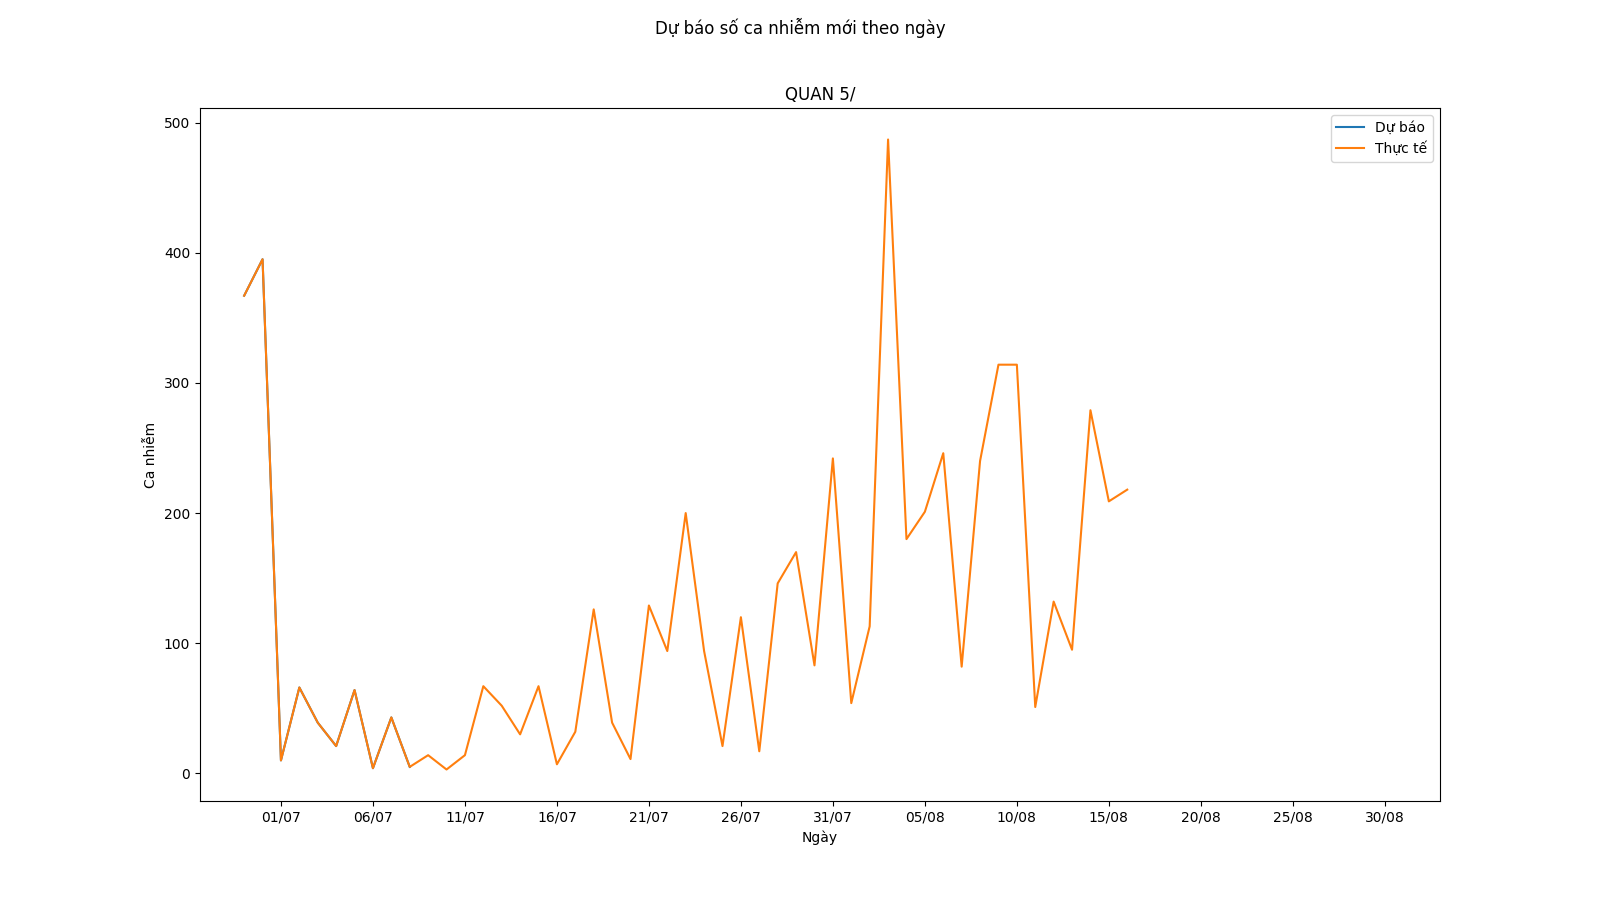 Dự báo số ca nhiễm mới theo ngày
QUAN 5/
Dự báo
Thực tế
Ca nhiễm
500
400
300
200
100
0
01/07 06/07 11/07 16/07 21/07 26/07 31/07 05/08 10/08 15/08 20/08 25/08 30/08
Ngày